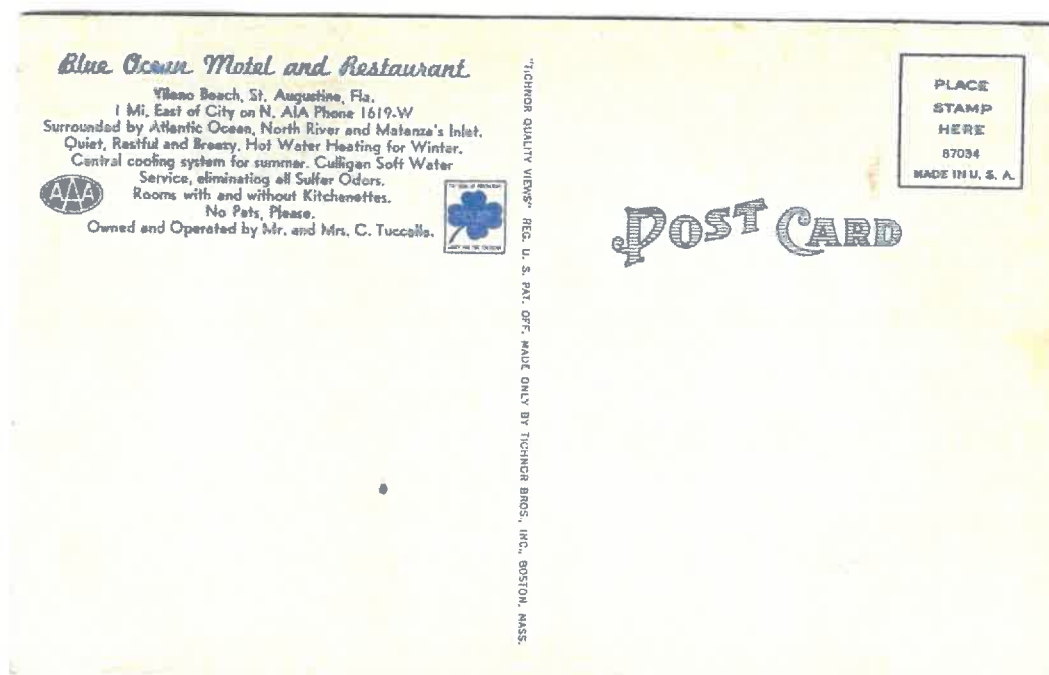 Blue Ocean Motel and Restaurant
Vilano Beach, St. Augustine, Fla.
1 Mi. East of City on N. A1A Phone 1619-W
Surrounded by Atlantic Ocean, North River and Matanza's Inlet.
Quiet, Restful and Breezy. Hot Water Heating for Winter.
Central cooling system for summer. Culligan Soft Water
Service, eliminating all Sulfer Odors.
Rooms with and without Kitchenettes.
No Pets, Please.
Owned and Operated by Mr. and Mrs. C. Tuccollo.
AAA
"TICHNOR QUALITY VIEWS" REG. U. S. PAT. OFF. MADE ONLY BY TICHNOR BROS., INC., BOSTON, MASS.
POST CARD
PLACE
STAMP
HERE
87034
MADE IN U. S. A.